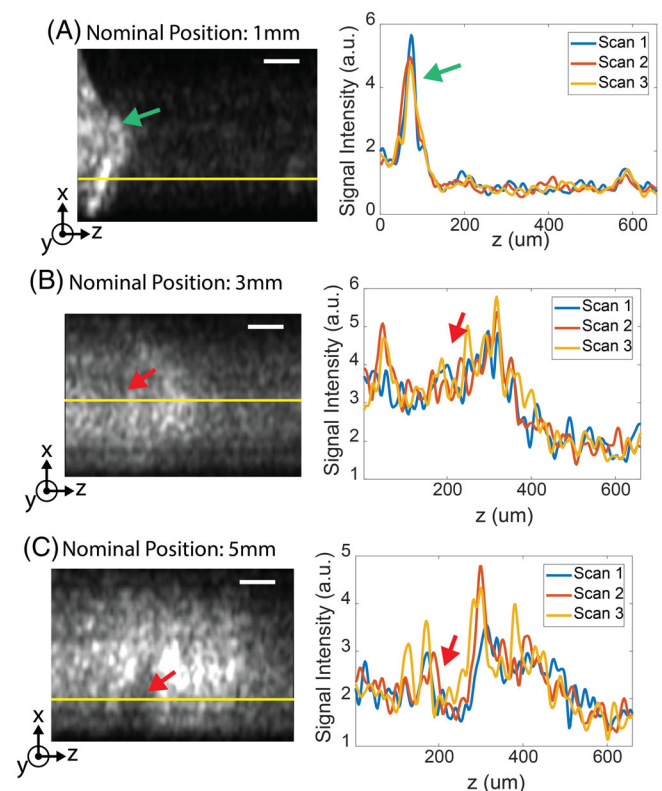 (A) Nominal Position: 1mm
x
y z
Signal Intensity (a.u.)
6
4
2
0
0 200 400 600
z (um)
Scan 1
Scan 2
Scan 3
(B) Nominal Position: 3mm
x
y z
Signal Intensity (a.u.)
6
5
4
3
2
1
200 400 600
z (um)
Scan 1
Scan 2
Scan 3
(C) Nominal Position: 5mm
x
y z
Signal Intensity (a.u.)
5
4
3
2
1
200 400 600
z (um)
Scan 1
Scan 2
Scan 3